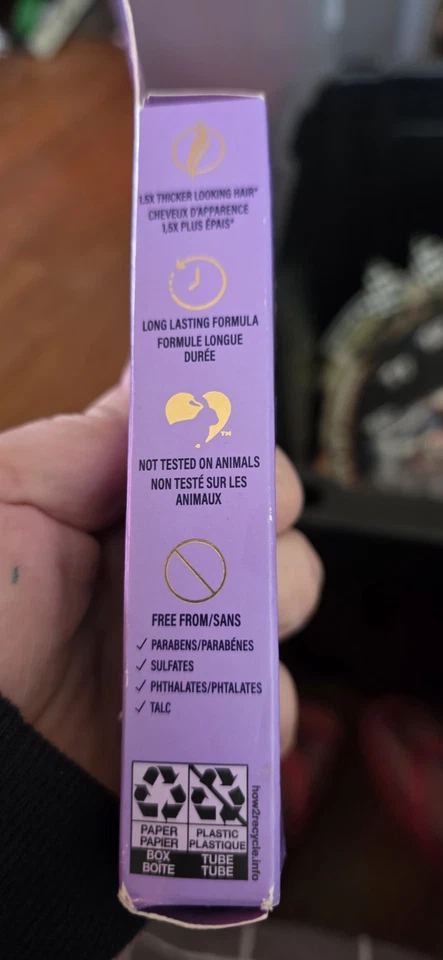 1.5X THICKER LOOKING HAIR*
CHEVEUX D'APPARENCE
1,5X PLUS ÉPAIS*
LONG LASTING FORMULA
FORMULE LONGUE
DURÉE
TM
NOT TESTED ON ANIMALS
NON TESTÉ SUR LES
ANIMAUX
FREE FROM/SANS
✓ PARABENS/PARABÉNES
✓ SULFATES
✓ PHTHALATES/PHTALATES
✓ TALC
PAPER
PAPIER
BOX
BOÎTE
PLASTIC
PLASTIQUE
TUBE
TUBE
how2recycle.info